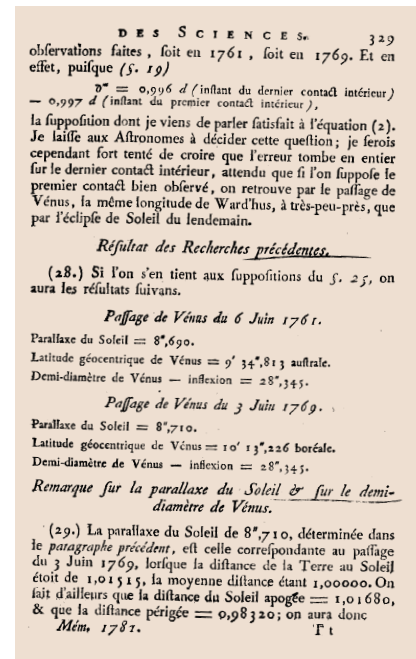 DES SCIENCES. 329
obſervations faites, ſoit en 1761, ſoit en 1769. Et en
effet, puiſque (§. 19)
= 0,996 d (inſtant du dernier contact intérieur)
— 0,997 d (inſtant du premier contact intérieur),
la ſuppoſition dont je viens de parler ſatisfait à l'équation (2).
Je laiſſe aux Aſtronomes à décider cette queſtion; je ſerois
cependant fort tenté de croire que l'erreur tombe en entier
ſur le dernier contact intérieur, attendu que ſi l'on ſuppoſe le
premier contact bien obſervé, on retrouve par le paſſage de
Vénus, la même longitude de Ward'hus, à très-peu-près, que
par l'éclipſe de Soleil du lendemain.
Réſultat des Recherches précédentes.
(28.) Si l'on s'en tient aux ſuppoſitions du §. 25, on
aura les réſultats ſuivans.
Paſſage de Vénus du 6 Juin 1761.
Parallaxe du Soleil = 8",690.
Latitude géocentrique de Vénus = 9' 34",813 auſtrale.
Demi-diamètre de Vénus — inflexion = 28",345.
Paſſage de Vénus du 3 Juin 1769.
Parallaxe du Soleil = 8",710.
Latitude géocentrique de Vénus = 10' 13",226 boréale.
Demi-diamètre de Vénus — inflexion = 28",345.
Remarque ſur la parallaxe du Soleil & ſur le demi-
diamètre de Vénus.
(29.) La parallaxe du Soleil de 8",710, déterminée dans
le paragraphe précédent, eſt celle correſpondante au paſſage
du 3 Juin 1769, lorſque la diſtance de la Terre au Soleil
étoit de 1,01515, la moyenne diſtance étant 1,00000. On
ſait d'ailleurs que la diſtance du Soleil apogée = 1,01680,
& que la diſtance périgée = 0,98320; on aura donc
Mém. 1781. T t